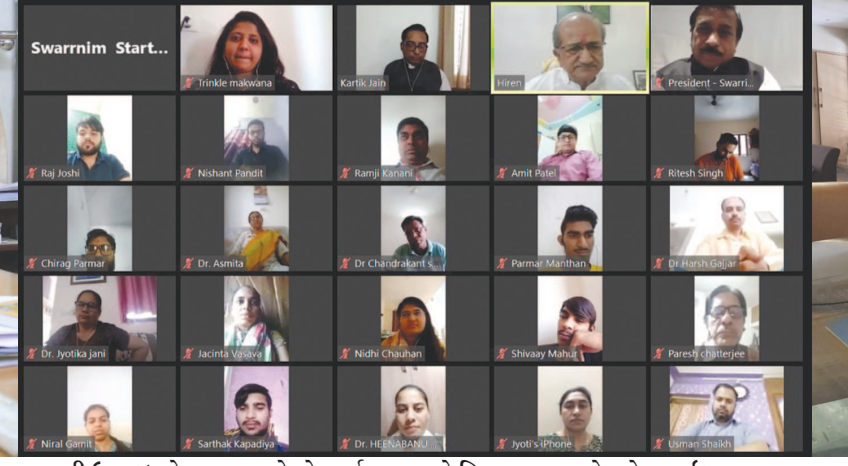 Swarrnim Start...
Trinkle makwana
Kartik Jain
Hiren
President - Swarri...
Raj Joshi
Nishant Pandit
Ramji Kanani
Amit Patel
Ritesh Singh
Chirag Parmar
Dr. Asmita
Dr Chandrakant s...
Parmar Manthan
Dr Harsh Gajjar
Dr. Jyotika jani
Jacinta Vasava
Nidhi Chauhan
Shivaay Mahur
Paresh chatterjee
Niral Gamit
Sarthak Kapadiya
Dr. HEENABANU...
Jyoti's iPhone
Usman Shaikh